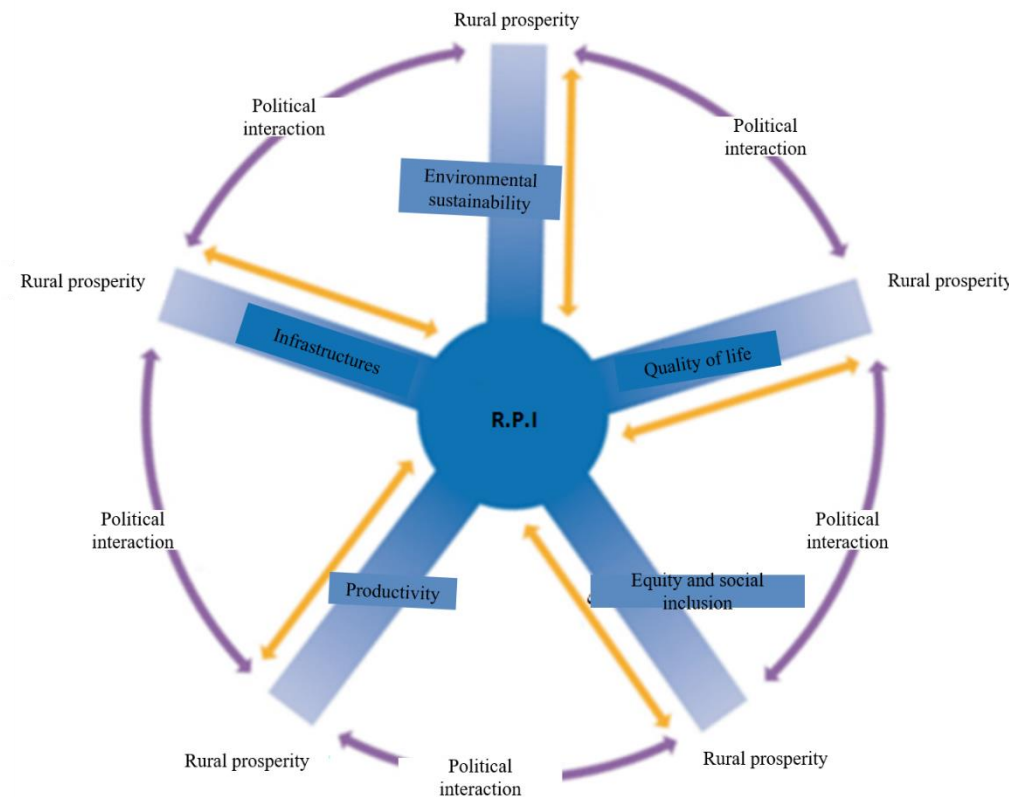 Rural prosperity
Political
interaction
Political
interaction
Environmental
sustainability
Rural prosperity
Rural prosperity
Infrastructures
Quality of life
R.P.I
Political
interaction
Political
interaction
Productivity
Equity and social
inclusion
Rural prosperity
Rural prosperity
Political
interaction